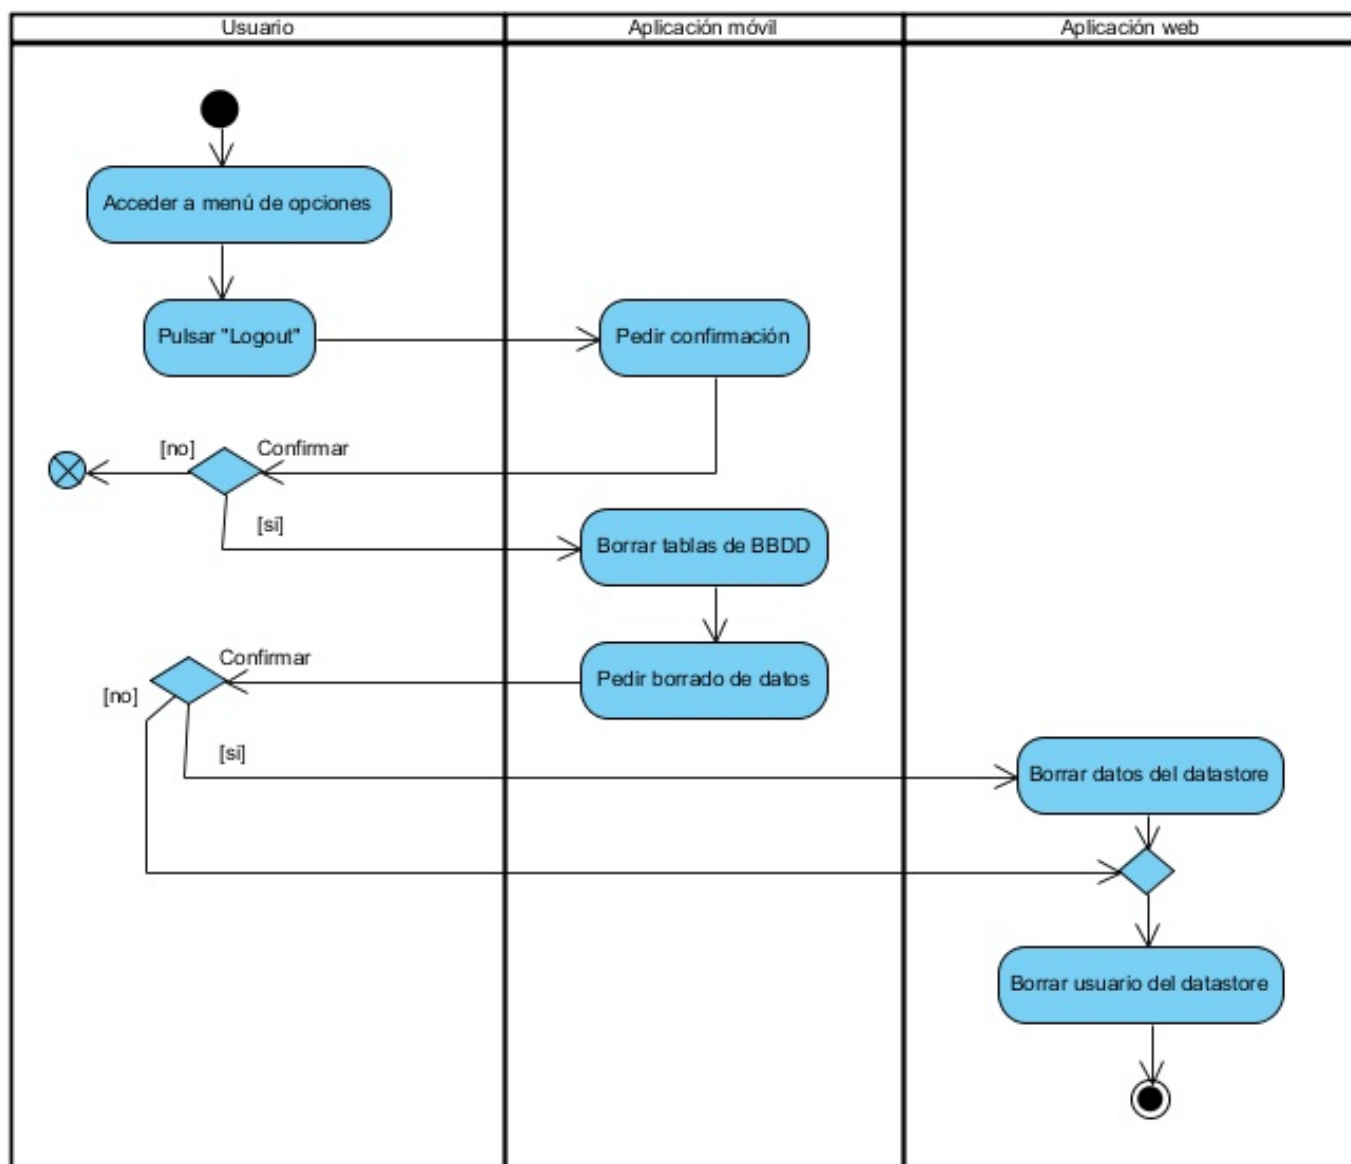 Usuario
Aplicación móvil
Aplicación web
Acceder a menú de opciones
Pulsar "Logout"
Pedir confirmación
[no]
Confirmar
[si]
Borrar tablas de BBDD
Confirmar
Pedir borrado de datos
[no]
[si]
Borrar datos del datastore
Borrar usuario del datastore